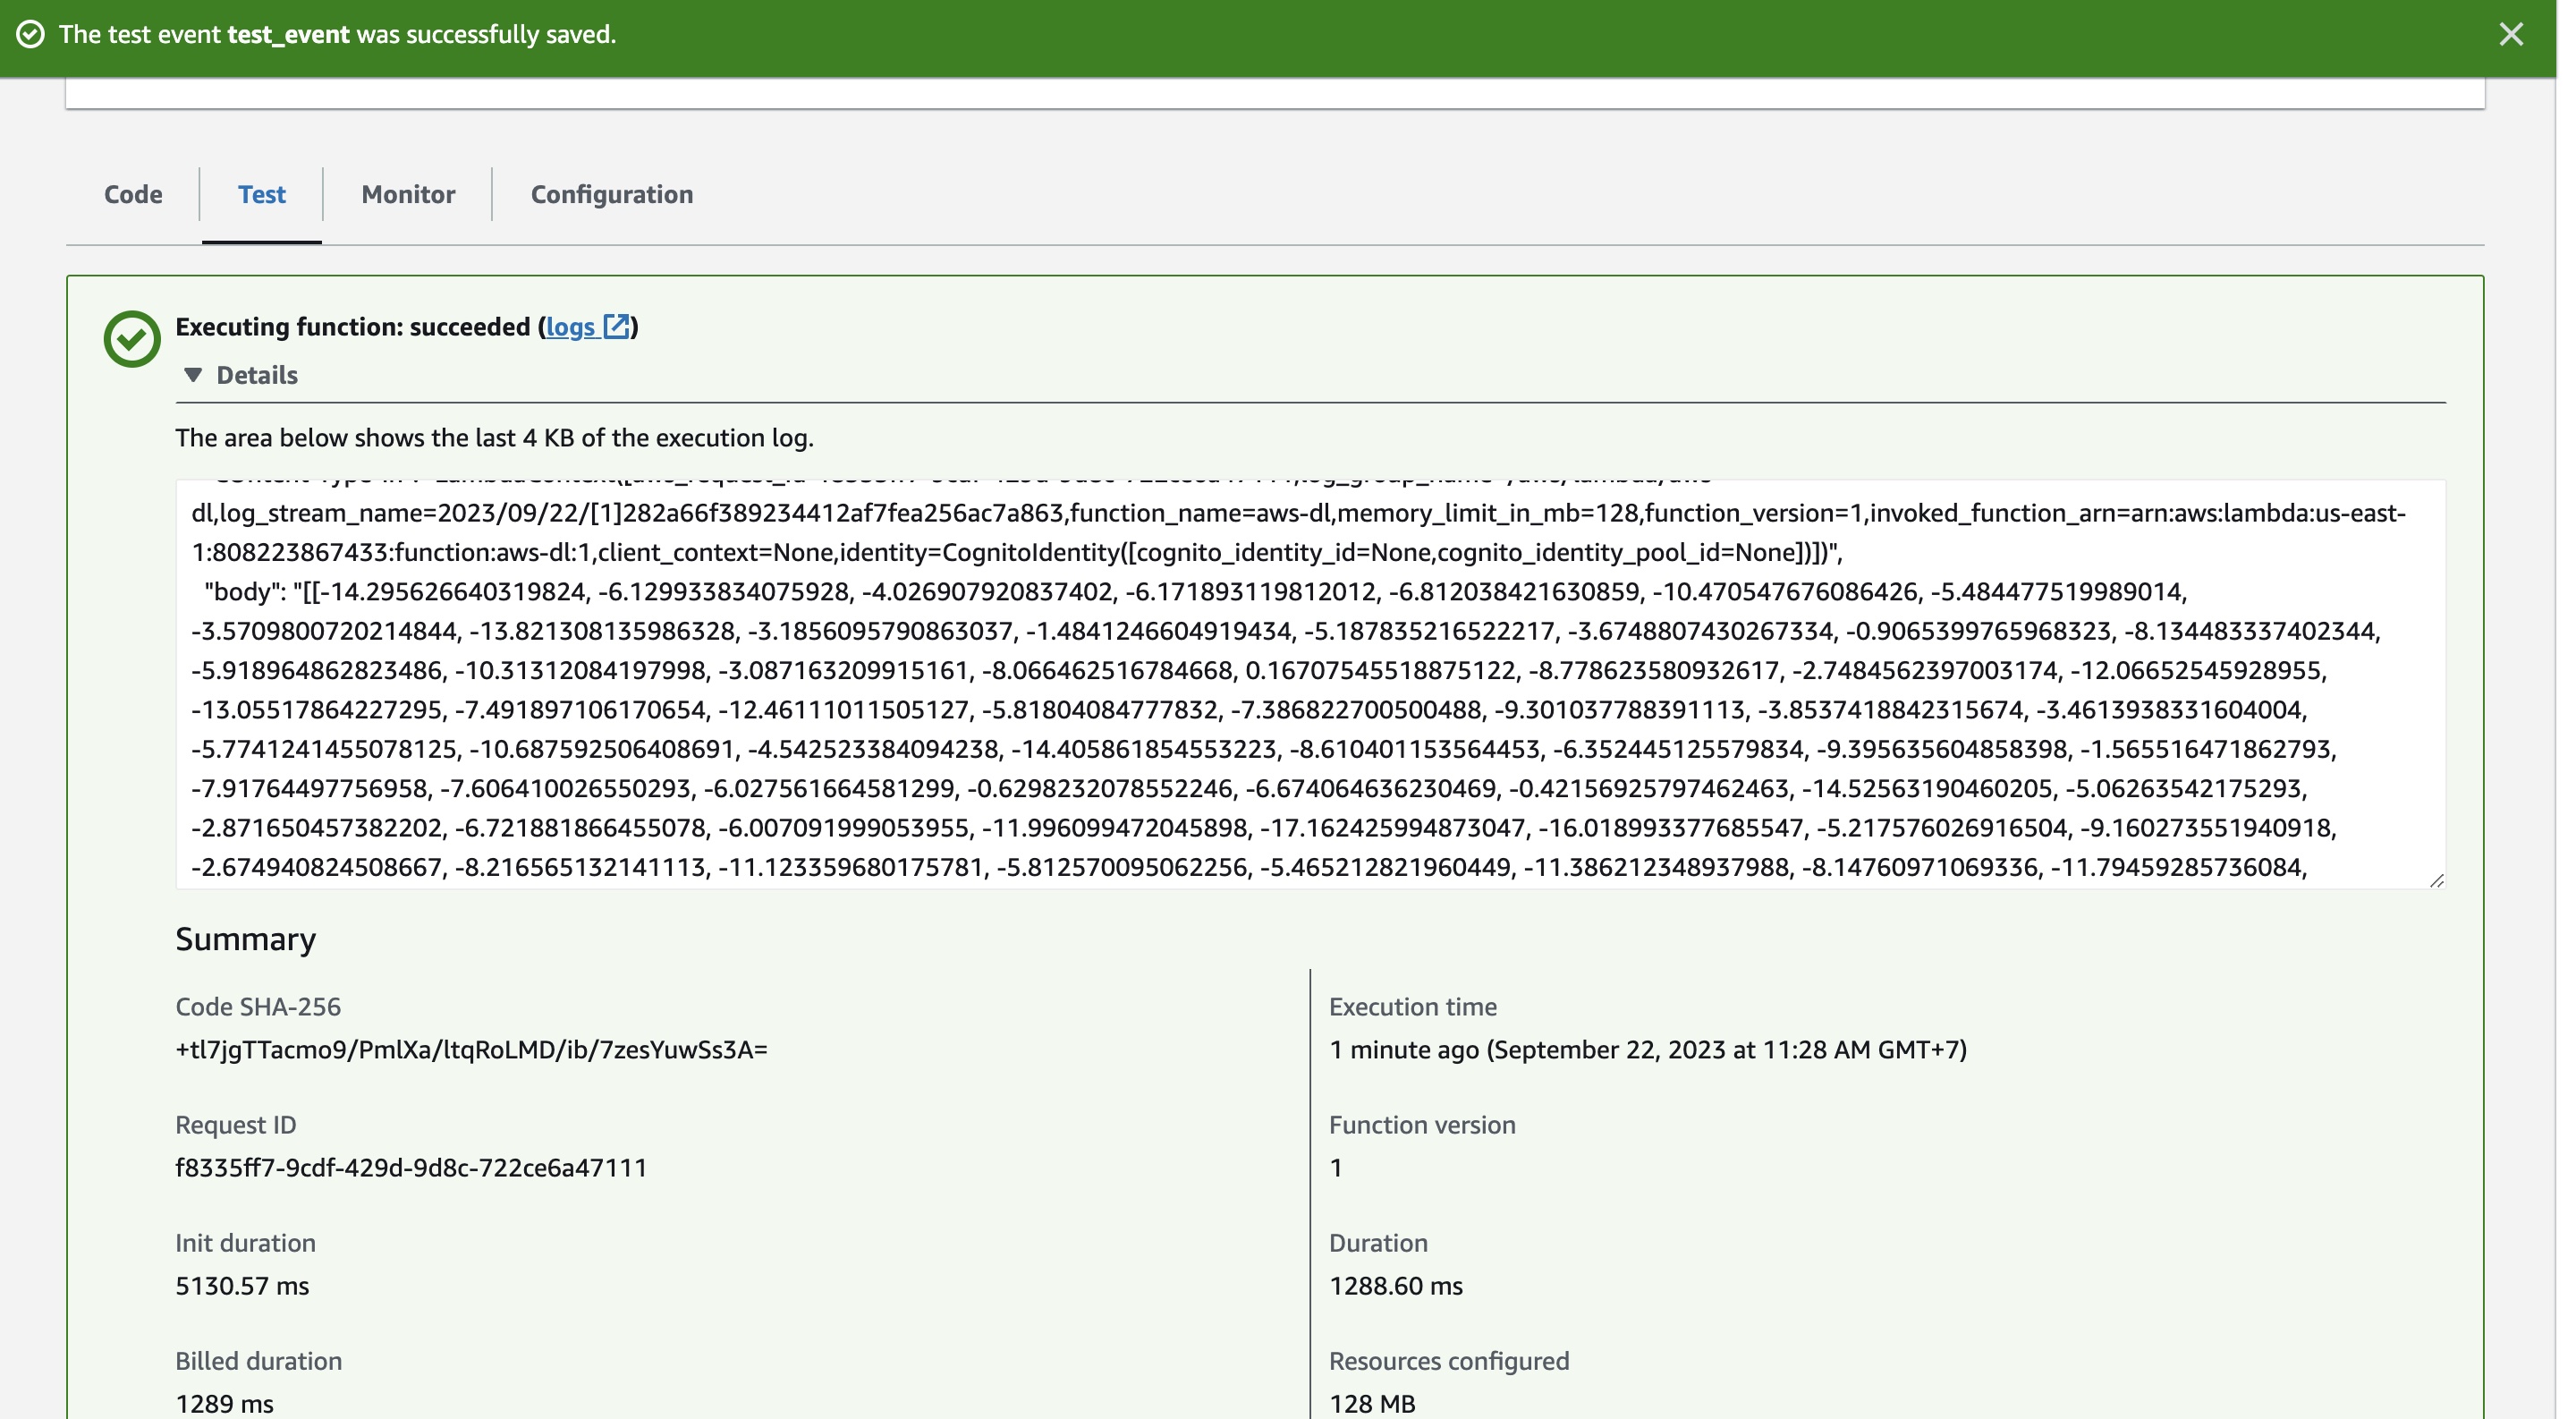 The test event test_event was successfully saved.
Code
Test
Monitor
Configuration
Executing function: succeeded (logs)
Details
The area below shows the last 4 KB of the execution log.
dl,log_stream_name=2023/09/22/[1]282a66f389234412af7fea256ac7a863,function_name=aws-dl,memory_limit_in_mb=128,function_version=1,invoked_function_arn=arn:aws:lambda:us-east-
1:808223867433:function:aws-dl:1,client_context=None,identity=CognitoIdentity([cognito_identity_id=None,cognito_identity_pool_id=None])])",
"body": "[[-14.295626640319824, -6.129933834075928, -4.026907920837402, -6.171893119812012, -6.812038421630859, -10.470547676086426, -5.484477519989014,
-3.5709800720214844, -13.821308135986328, -3.1856095790863037, -1.4841246604919434, -5.187835216522217, -3.6748807430267334, -0.9065399765968323, -8.134483337402344,
-5.918964862823486, -10.31312084197998, -3.087163209915161, -8.066462516784668, 0.16707545518875122, -8.778623580932617, -2.7484562397003174, -12.06652545928955,
-13.05517864227295, -7.491897106170654, -12.46111011505127, -5.81804084777832, -7.386822700500488, -9.301037788391113, -3.8537418842315674, -3.4613938331604004,
-5.7741241455078125, -10.687592506408691, -4.542523384094238, -14.405861854553223, -8.610401153564453, -6.352445125579834, -9.395635604858398, -1.565516471862793,
-7.91764497756958, -7.606410026550293, -6.027561664581299, -0.6298232078552246, -6.674064636230469, -0.42156925797462463, -14.52563190460205, -5.06263542175293,
-2.871650457382202, -6.721881866455078, -6.007091999053955, -11.996099472045898, -17.162425994873047, -16.018993377685547, -5.217576026916504, -9.160273551940918,
-2.674940824508667, -8.216565132141113, -11.123359680175781, -5.812570095062256, -5.465212821960449, -11.386212348937988, -8.14760971069336, -11.79459285736084,
Summary
Code SHA-256
+tl7jgTTacmo9/PmlXa/ltqRoLMD/ib/7zesYuwSs3A=
Execution time
1 minute ago (September 22, 2023 at 11:28 AM GMT+7)
Request ID
f8335ff7-9cdf-429d-9d8c-722ce6a47111
Function version
1
Init duration
5130.57 ms
Duration
1288.60 ms
Billed duration
1289 ms
Resources configured
128 MB